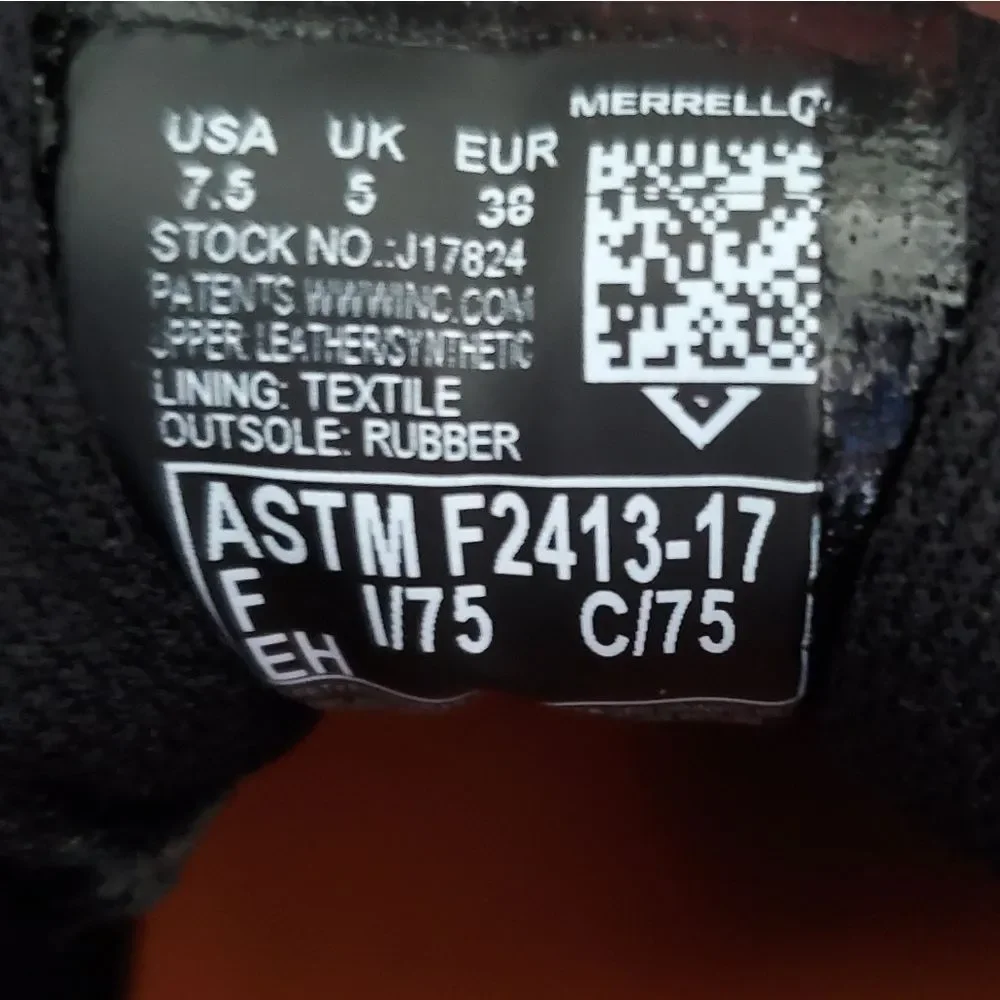 MERRELL
USA UK EUR
7.5 5 38
STOCK NO.:J17824
PATENTS WWWINC.COM
UPPER: LEATHER/SYNTHETIC
LINING: TEXTILE
OUTSOLE: RUBBER
ASTM F2413-17
F I/75 C/75
EH